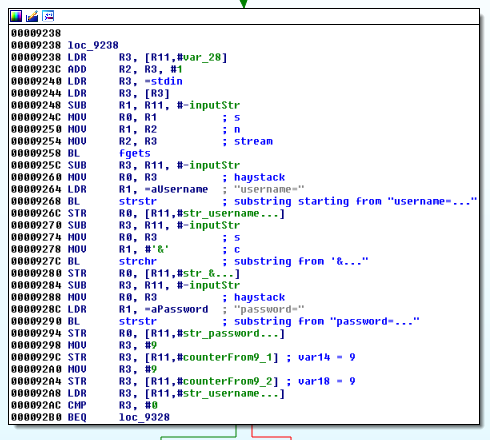 00009238
00009238 loc_9238
00009238 LDR R3, [R11,#var_28]
0000923C ADD R2, R3, #1
00009240 LDR R3, =stdin
00009244 LDR R3, [R3]
00009248 SUB R1, R11, #-inputStr
0000924C MOV R0, R1 ; s
00009250 MOV R1, R2 ; n
00009254 MOV R2, R3 ; stream
00009258 BL fgets
0000925C SUB R3, R11, #-inputStr
00009260 MOV R0, R3 ; haystack
00009264 LDR R1, =aUsername ; "username="
00009268 BL strstr ; substring starting from "username=..."
0000926C STR R0, [R11,#str_username...]
00009270 SUB R3, R11, #-inputStr
00009274 MOV R0, R3 ; s
00009278 MOV R1, #'&' ; c
0000927C BL strchr ; substring from '&..."
00009280 STR R0, [R11,#str_&...]
00009284 SUB R3, R11, #-inputStr
00009288 MOV R0, R3 ; haystack
0000928C LDR R1, =aPassword ; "password="
00009290 BL strstr ; substring from "password=..."
00009294 STR R0, [R11,#str_password...]
00009298 MOV R3, #9
0000929C STR R3, [R11,#counterFrom9_1] ; var14 = 9
000092A0 MOV R3, #9
000092A4 STR R3, [R11,#counterFrom9_2] ; var18 = 9
000092A8 LDR R3, [R11,#str_username...]
000092AC CMP R3, #0
000092B0 BEQ loc_9328